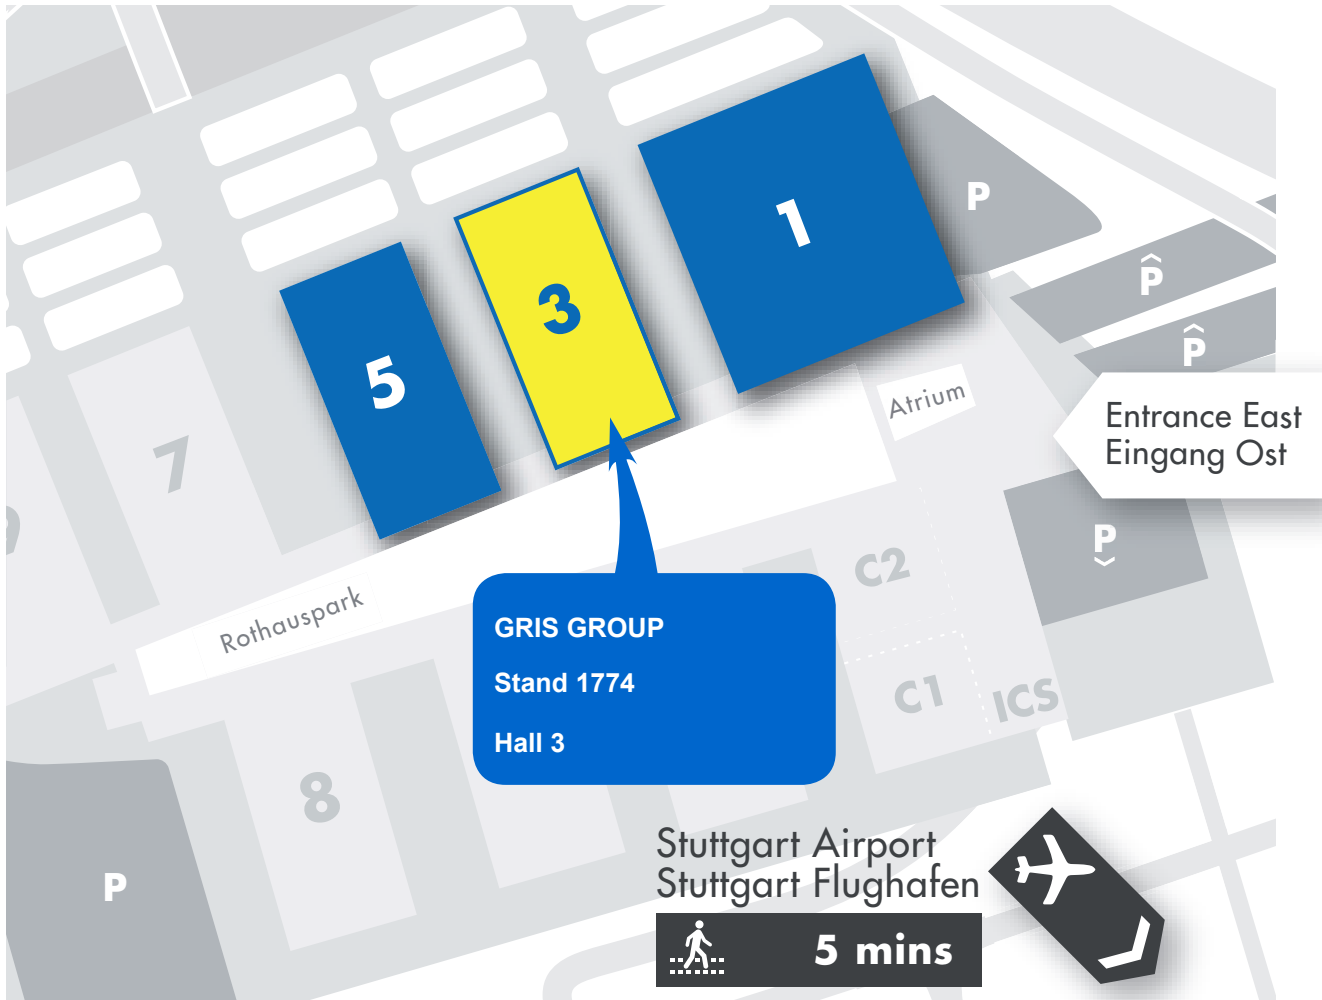 P
1
P
3
P
5
Atrium
Entrance East
Eingang Ost
7
9
P
C2
Rothauspark
GRIS GROUP
Stand 1774
Hall 3
C1
ICS
8
Stuttgart Airport
Stuttgart Flughafen
P
5 mins